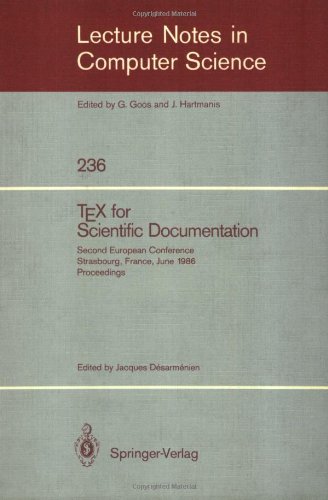 Lecture Notes in
Computer Science
Edited by G. Goos and J. Hartmanis
236
TEX for
Scientific Documentation
Second European Conference
Strasbourg, France, June 1986
Proceedings
Edited by Jacques Désarménien
Springer-Verlag